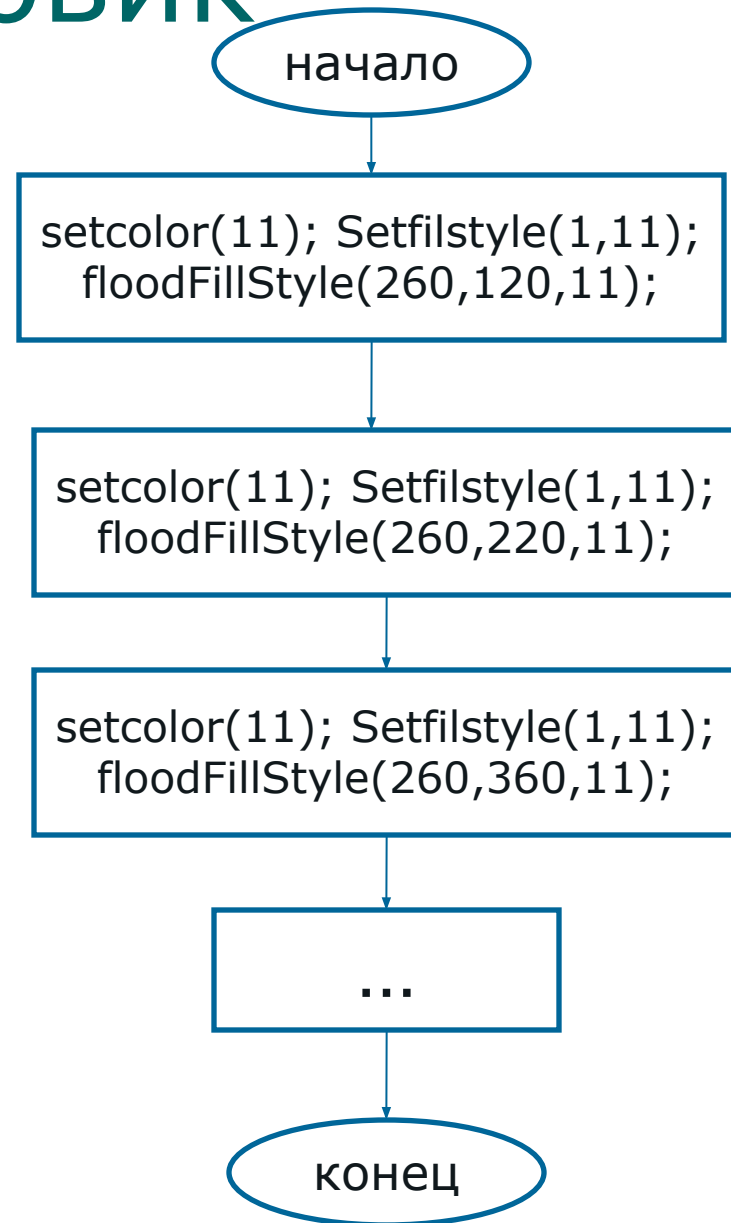 начало
setcolor(11); Setfilstyle(1,11);
floodFillStyle(260,120,11);
setcolor(11); Setfilstyle(1,11);
floodFillStyle(260,220,11);
setcolor(11); Setfilstyle(1,11);
floodFillStyle(260,360,11);
...
конец